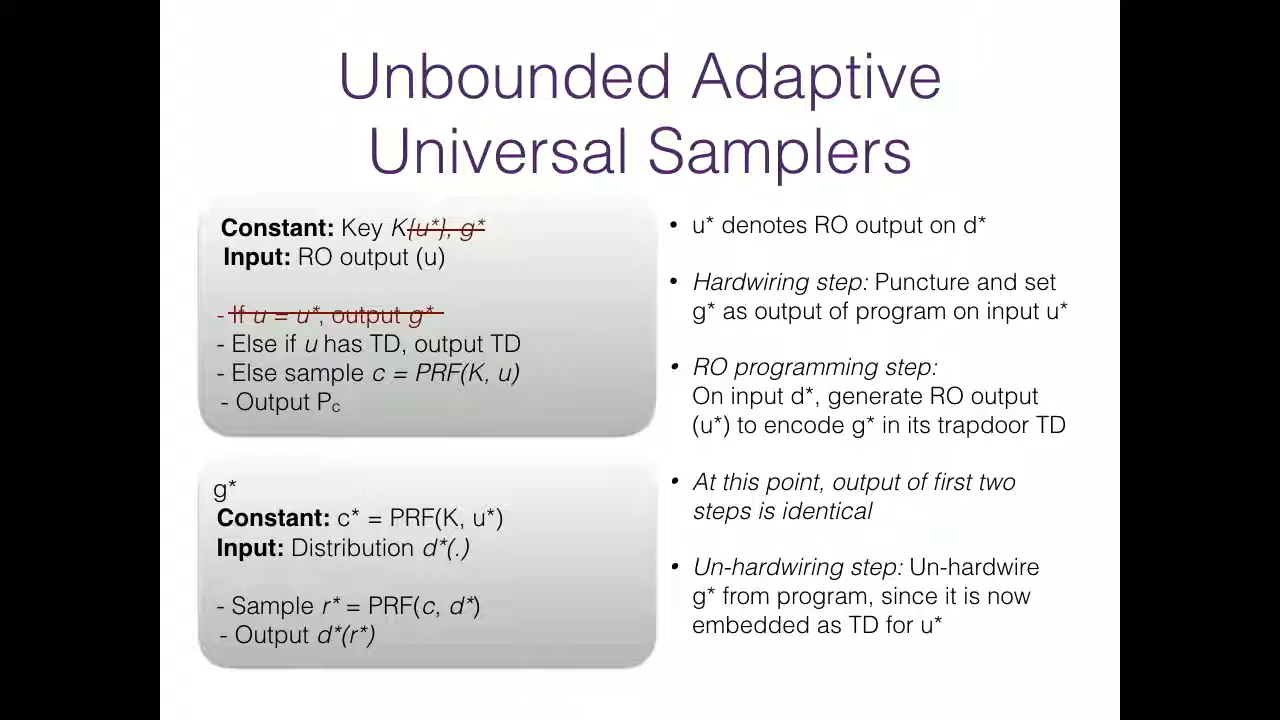 Unbounded Adaptive
Universal Samplers
Constant: Key K{u*}, g*
Input: RO output (u)
- If u = u*, output g*
- Else if u has TD, output TD
- Else sample c = PRF(K, u)
- Output Pc
g*
Constant: c* = PRF(K, u*)
Input: Distribution d*(.)
- Sample r* = PRF(c, d*)
- Output d*(r*)
• u* denotes RO output on d*
• Hardwiring step: Puncture and set
g* as output of program on input u*
• RO programming step:
On input d*, generate RO output
(u*) to encode g* in its trapdoor TD
• At this point, output of first two
steps is identical
• Un-hardwiring step: Un-hardwire
g* from program, since it is now
embedded as TD for u*